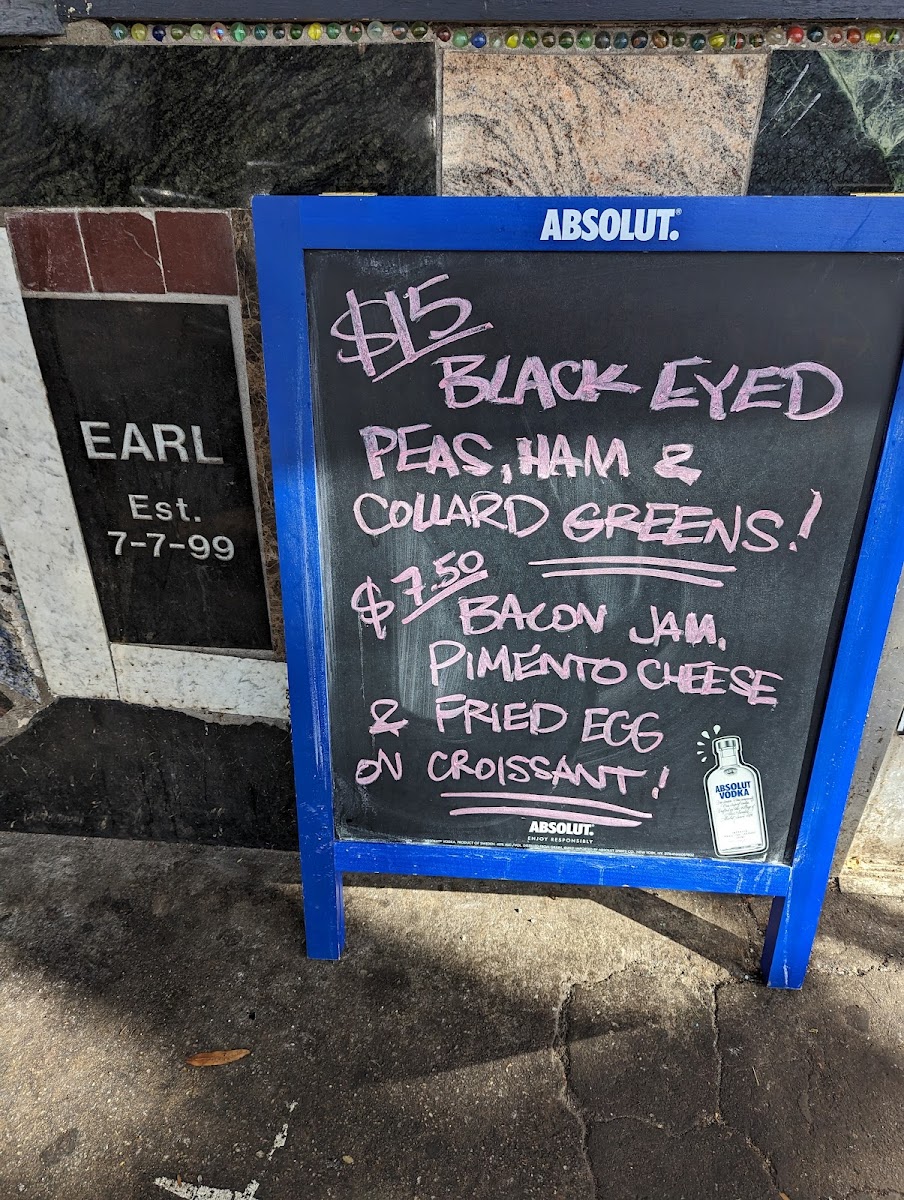 ABSOLUT.®
EARL
Est.
7-7-99
$15
BLACK EYED
PEAS, HAM &
COLLARD GREENS!
$7.50
BACON JAM,
PIMENTO CHEESE
& FRIED EGG
ON CROISSANT!
ABSOLUT
VODKA
ABSOLUT.
ENJOY RESPONSIBLY